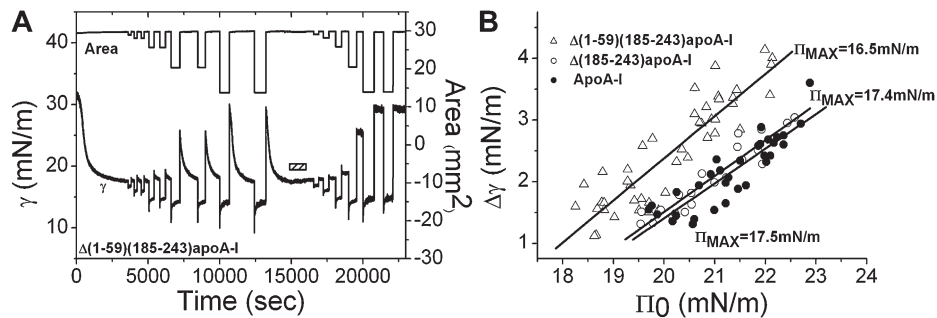 A
Area
γ (mN/m)
40
30
20
10
γ
Δ(1-59)(185-243)apoA-I
0
5000
10000
15000
20000
Time (sec)
30
20
10
0
-10
-20
-30
Area (mm2)
B
Δ(1-59)(185-243)apoA-I
Δ(185-243)apoA-I
ApoA-I
ΠMAX=16.5mN/m
ΠMAX=17.4mN/m
ΠMAX=17.5mN/m
Δγ (mN/m)
5
4
3
2
1
18
19
20
21
22
23
24
Π0 (mN/m)